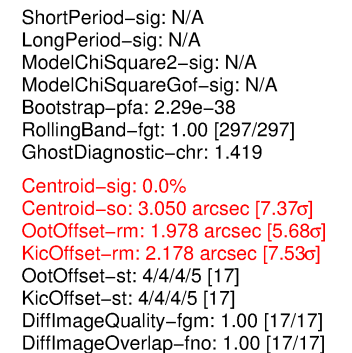 ShortPeriod−sig: N/A
LongPeriod−sig: N/A
ModelChiSquare2−sig: N/A
ModelChiSquareGof−sig: N/A
Bootstrap−pfa: 2.29e−38
RollingBand−fgt: 1.00 [297/297]
GhostDiagnostic−chr: 1.419
Centroid−sig: 0.0%
Centroid−so: 3.050 arcsec [7.37σ]
OotOffset−rm: 1.978 arcsec [5.68σ]
KicOffset−rm: 2.178 arcsec [7.53σ]
OotOffset−st: 4/4/4/5 [17]
KicOffset−st: 4/4/4/5 [17]
DiffImageQuality−fgm: 1.00 [17/17]
DiffImageOverlap−fno: 1.00 [17/17]